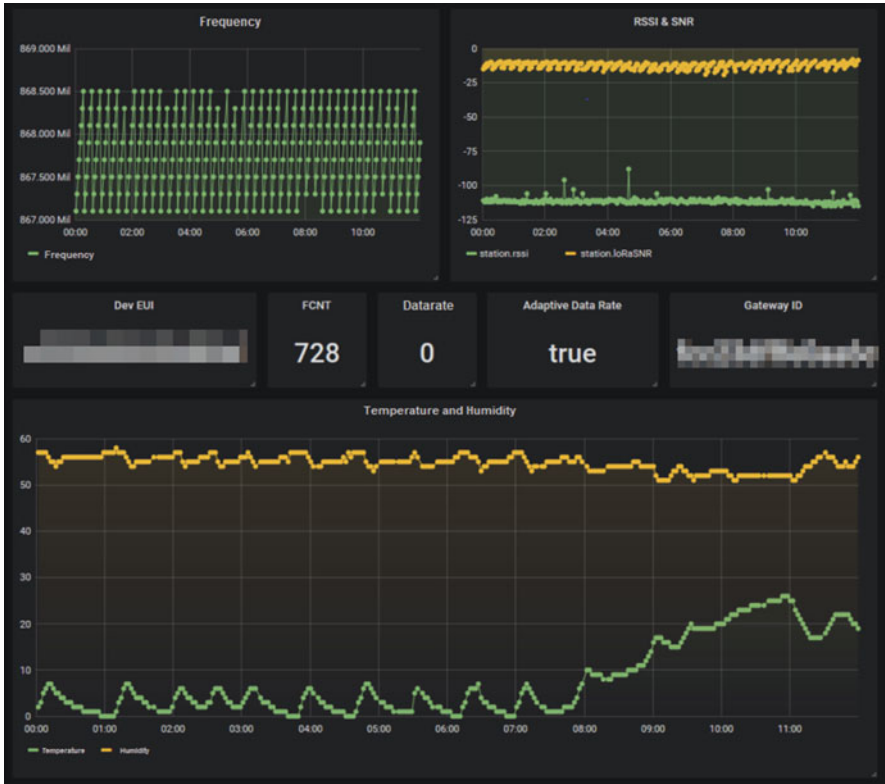 Frequency
869.000 Mil
868.500 Mil
868.000 Mil
867.500 Mil
867.000 Mil
00:00 02:00 04:00 06:00 08:00 10:00
Frequency
RSSI & SNR
0
-25
-50
-75
-100
-125
00:00 02:00 04:00 06:00 08:00 10:00
station.rssi station.loRaSNR
Dev EUI
FCNT
728
Datarate
0
Adaptive Data Rate
true
Gateway ID
Temperature and Humidity
60
50
40
30
20
10
0
00:00 01:00 02:00 03:00 04:00 05:00 06:00 07:00 08:00 09:00 10:00 11:00
Temperature Humidity